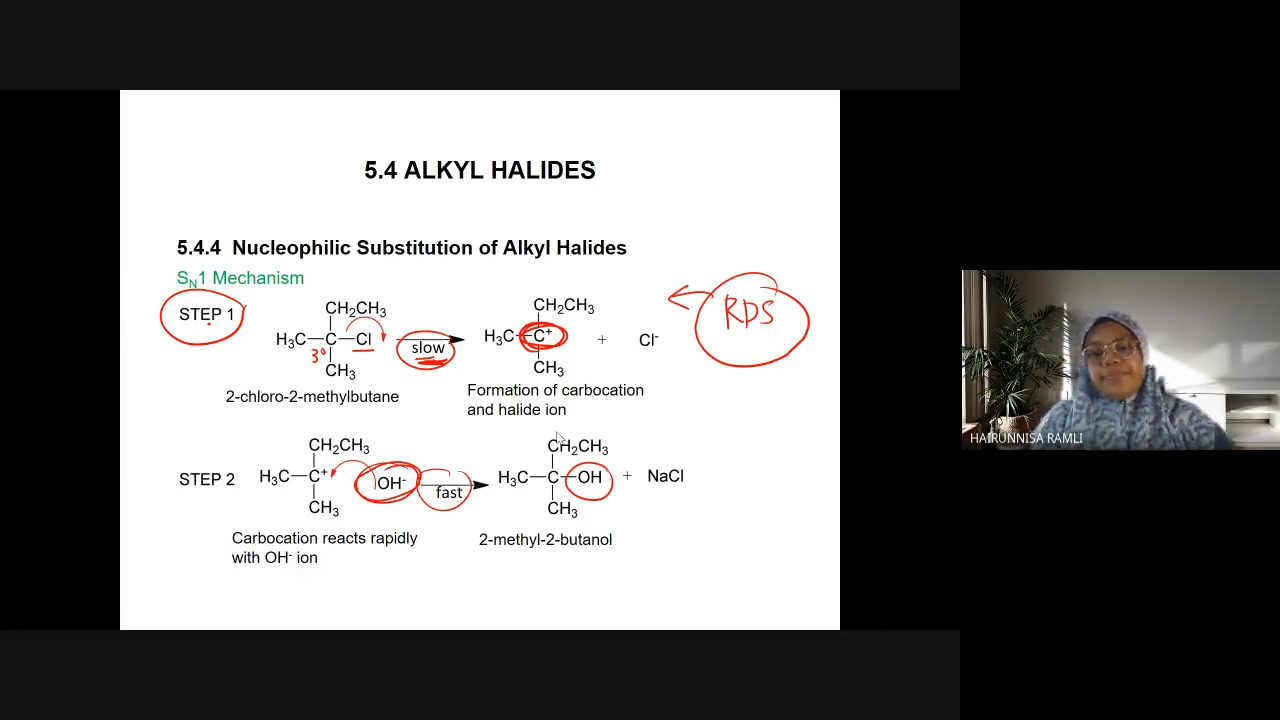 5.4 ALKYL HALIDES
5.4.4 Nucleophilic Substitution of Alkyl Halides
SN1 Mechanism
STEP 1
CH2CH3
H3C C Cl
3°
CH3
2-chloro-2-methylbutane
slow
CH2CH3
H3C C+
CH3
+ Cl-
RDS
Formation of carbocation
and halide ion
STEP 2
CH2CH3
H3C C+
CH3
OH-
fast
CH2CH3
H3C C OH
CH3
+ NaCl
Carbocation reacts rapidly
with OH- ion
2-methyl-2-butanol
HAIRUNNISA RAMLI